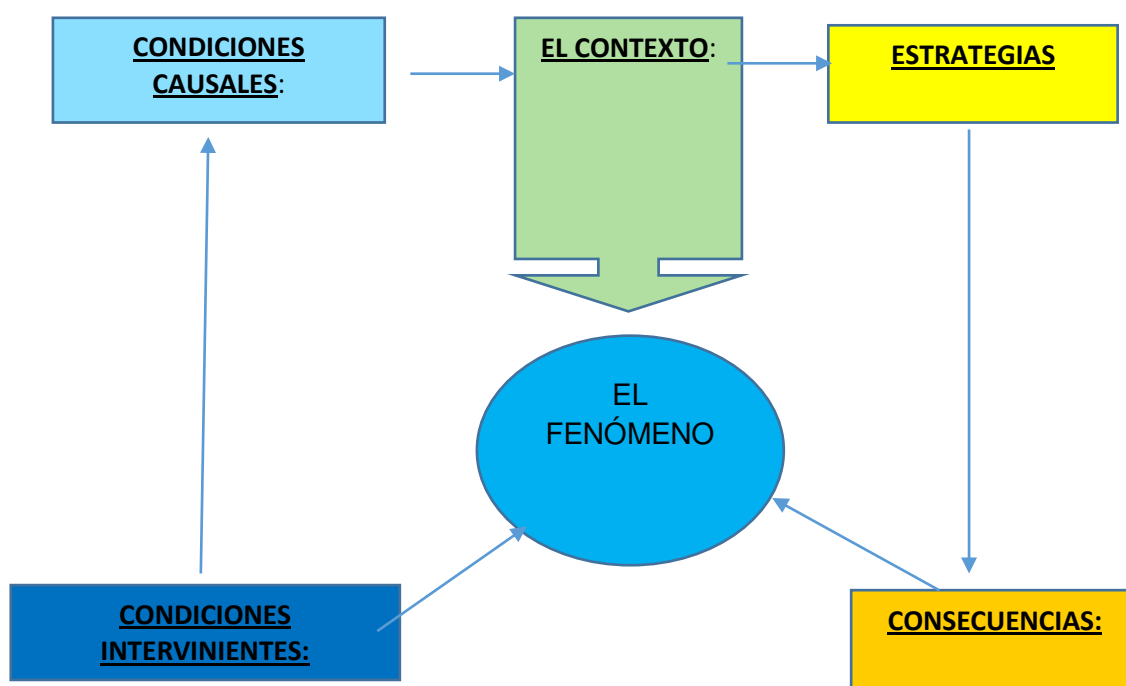 CONDICIONES
CAUSALES:
EL CONTEXTO:
ESTRATEGIAS
EL
FENÓMENO
CONDICIONES
INTERVINIENTES:
CONSECUENCIAS: